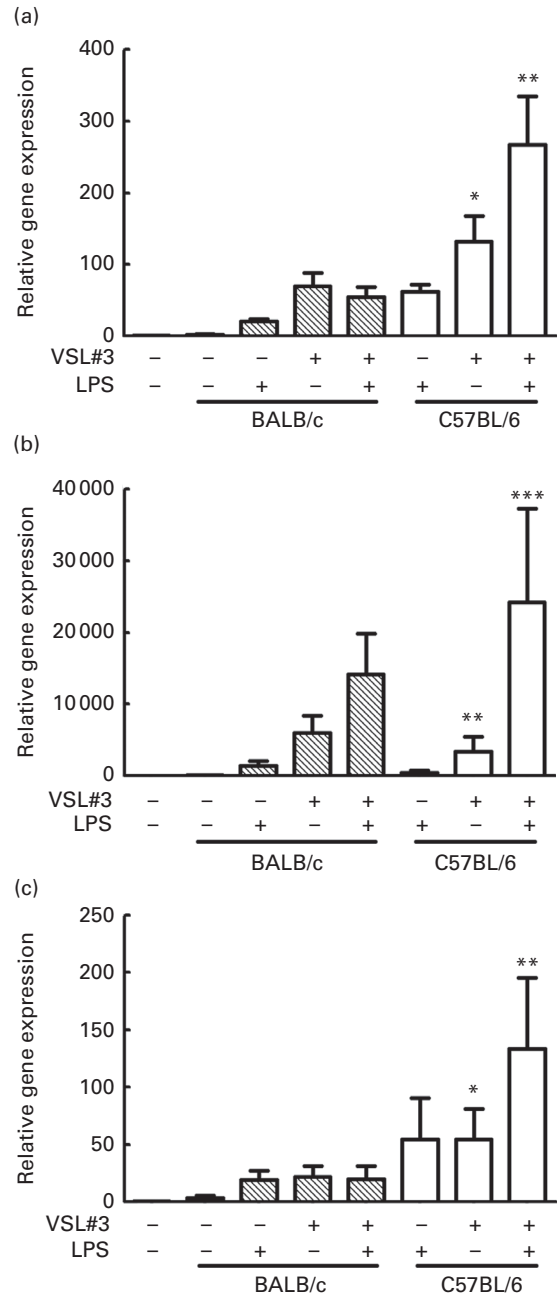 (a)
400
300
200
100
0
Relative gene expression
*
**
VSL#3 – – – + + – + +
LPS – – + – + + – +
BALB/c C57BL/6
(b)
40 000
30 000
20 000
10 000
0
Relative gene expression
**
***
VSL#3 – – – + + – + +
LPS – – + – + + – +
BALB/c C57BL/6
(c)
250
200
150
100
50
0
Relative gene expression
*
**
VSL#3 – – – + + – + +
LPS – – + – + + – +
BALB/c C57BL/6